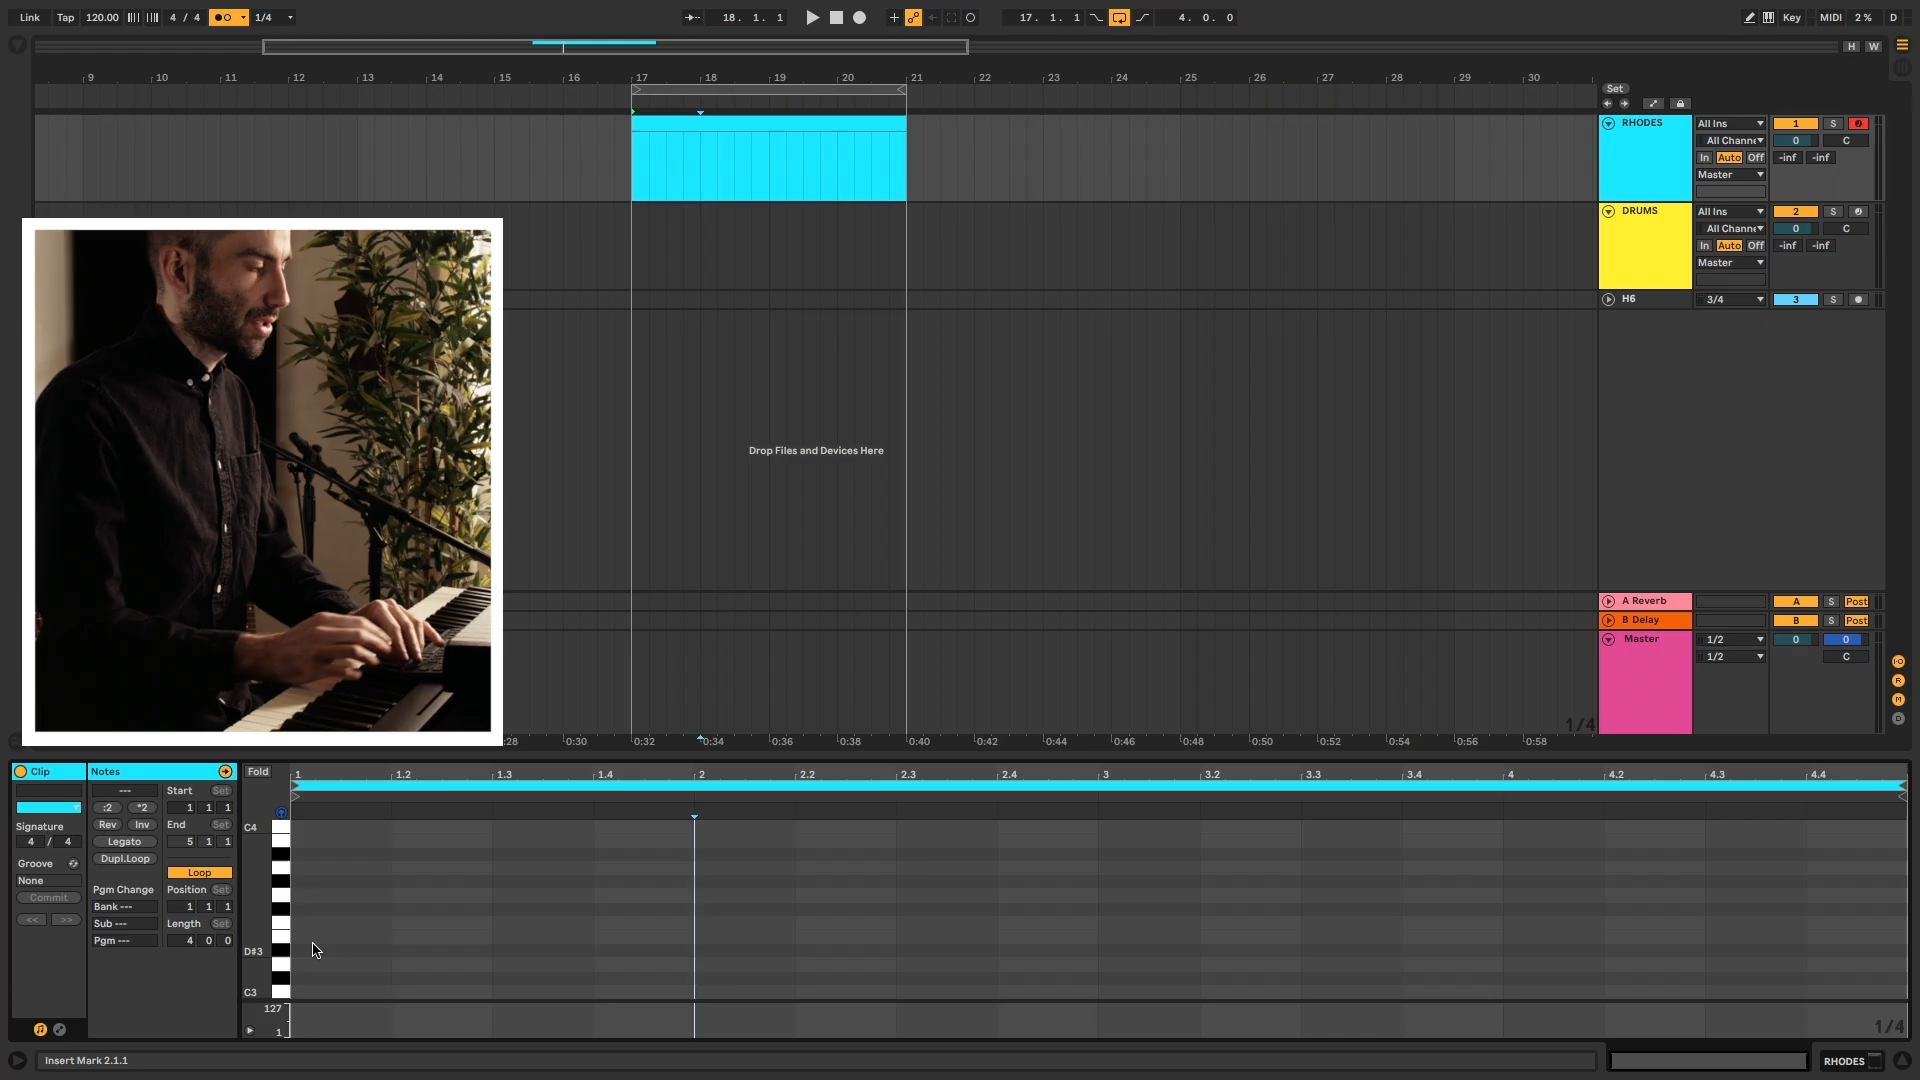 Link Tap 120.00 4 / 4 1/4 18. 1. 1 17. 1. 1 4. 0. 0 Key MIDI 2 % D
H W
9 10 11 12 13 14 15 16 17 18 19 20 21 22 23 24 25 26 27 28 29 30
Set
RHODES All Ins 1 S
All Channe 0 C
In Auto Off -inf -inf
Master
DRUMS All Ins 2 S
All Channe 0 C
In Auto Off -inf -inf
Master
H6 3/4 3 S
Drop Files and Devices Here
A Reverb A S Post
B Delay B S Post
Master 1/2 0 0
1/2 C
I·O
R
M
D
1/4
:28 0:30 0:32 0:34 0:36 0:38 0:40 0:42 0:44 0:46 0:48 0:50 0:52 0:54 0:56 0:58
Clip Notes Fold 1 1.2 1.3 1.4 2 2.2 2.3 2.4 3 3.2 3.3 3.4 4 4.2 4.3 4.4
--- Start Set
:2 *2 1 1 1
Signature Rev Inv End Set
4 / 4 Legato 5 1 1
Dupl.Loop
Groove Loop
None Pgm Change Position Set
Commit Bank --- 1 1 1
<< >> Sub --- Length Set
Pgm --- 4 0 0
C4
D#3
C3
127
1
1/4
Insert Mark 2.1.1 RHODES